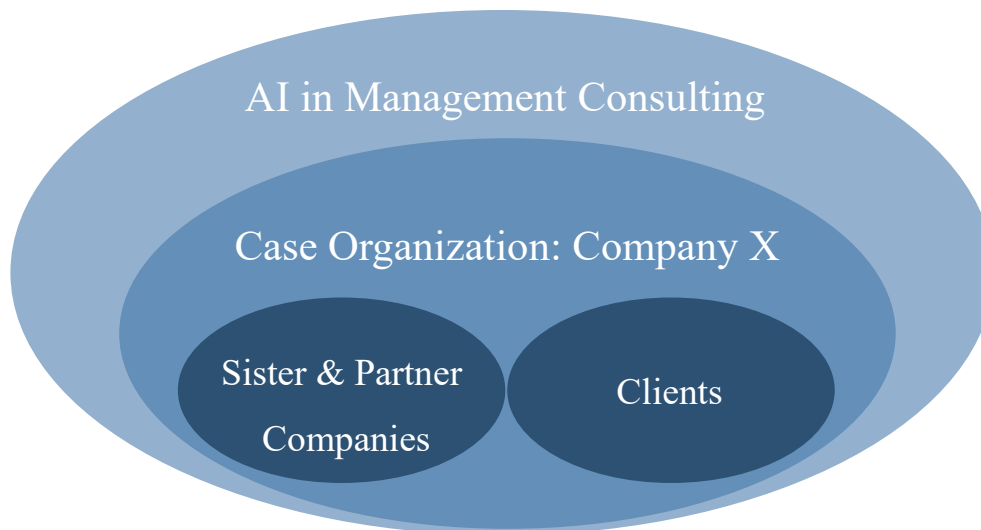 AI in Management Consulting
Case Organization: Company X
Sister & Partner
Companies
Clients